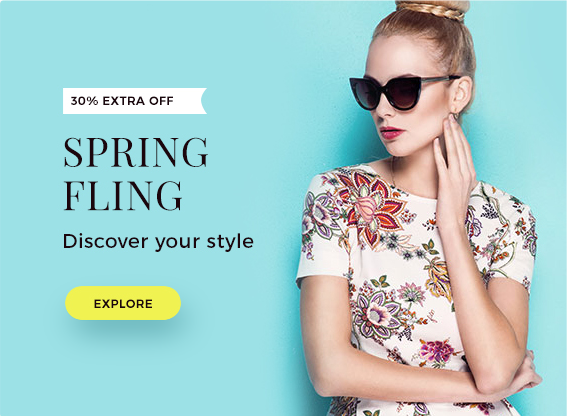 30% EXTRA OFF
SPRING
FLING
Discover your style
EXPLORE